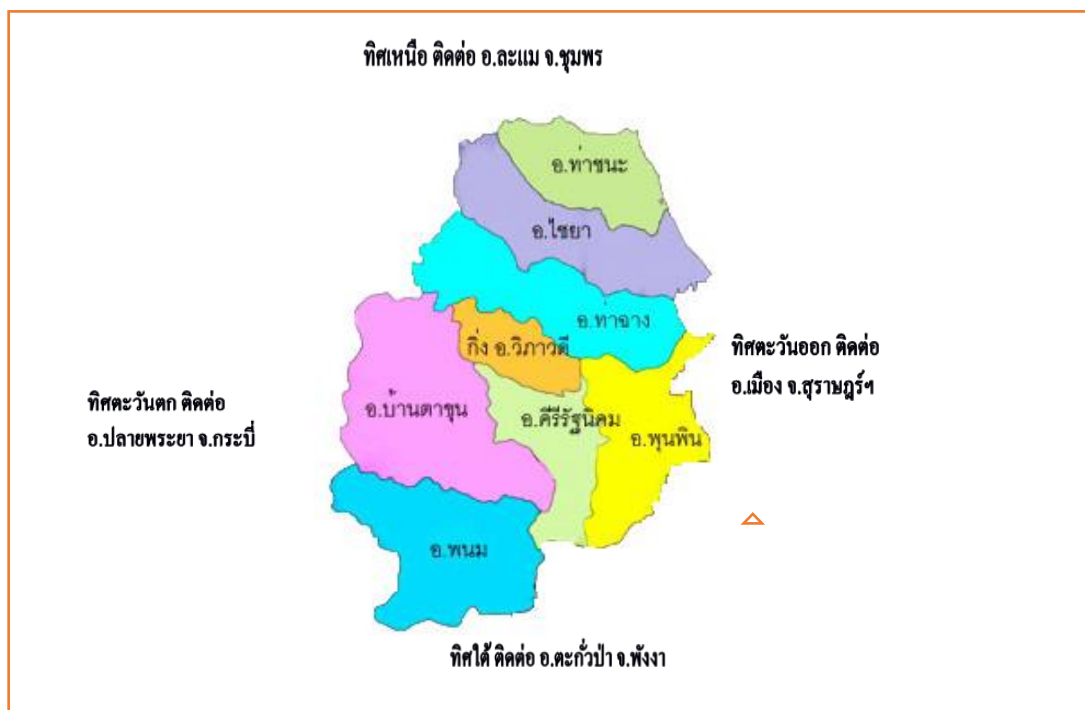 ทิศเหนือ ติดต่อ อ.ละแม จ.ชุมพร
อ.ท่าชนะ
อ.ไชยา
อ.ท่าฉาง
กิ่ง อ.วิภาวดี
ทิศตะวันออก ติดต่อ
อ.เมือง จ.สุราษฎร์ฯ
ทิศตะวันตก ติดต่อ
อ.ปลายพระยา จ.กระบี่
อ.บ้านตาขุน
อ.คีรีรัฐนิคม
อ.พุนพิน
อ.พนม
ทิศใต้ ติดต่อ อ.ตะกั่วป่า จ.พังงา